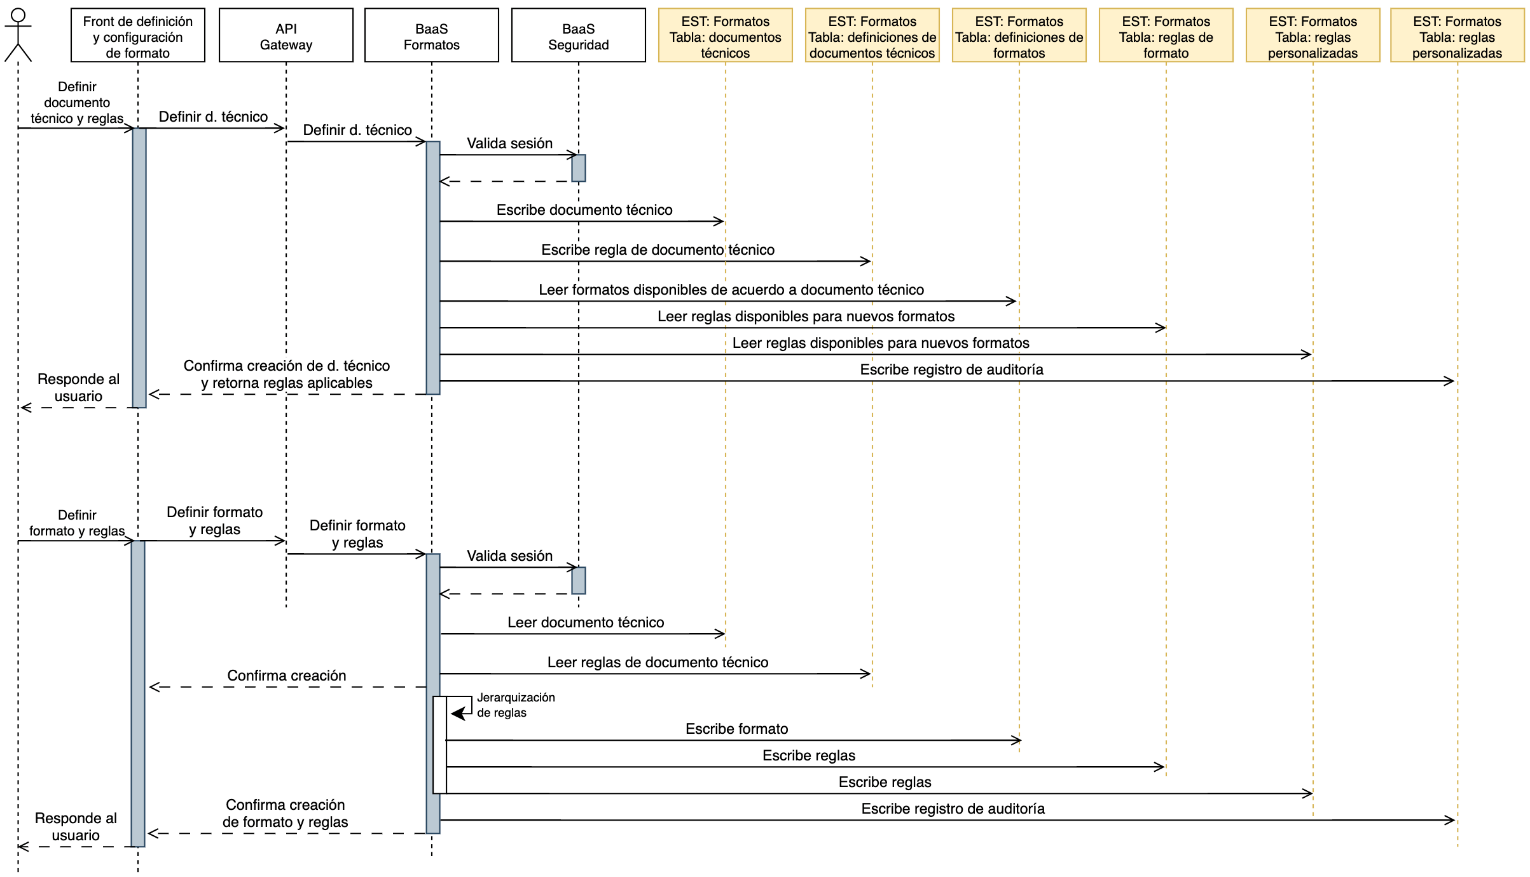 Front de definición
y configuración
de formato
API
Gateway
BaaS
Formatos
BaaS
Seguridad
EST: Formatos
Tabla: documentos
técnicos
EST: Formatos
Tabla: definiciones de
documentos técnicos
EST: Formatos
Tabla: definiciones de
formatos
EST: Formatos
Tabla: reglas de
formato
EST: Formatos
Tabla: reglas
personalizadas
EST: Formatos
Tabla: reglas
personalizadas
Definir
documento
técnico y reglas
Definir d. técnico
Definir d. técnico
Valida sesión
Escribe documento técnico
Escribe regla de documento técnico
Leer formatos disponibles de acuerdo a documento técnico
Leer reglas disponibles para nuevos formatos
Leer reglas disponibles para nuevos formatos
Escribe registro de auditoría
Confirma creación de d. técnico
y retorna reglas aplicables
Responde al
usuario
Definir
formato y reglas
Definir formato
y reglas
Definir formato
y reglas
Valida sesión
Leer documento técnico
Leer reglas de documento técnico
Confirma creación
Jerarquización
de reglas
Escribe formato
Escribe reglas
Escribe reglas
Escribe registro de auditoría
Confirma creación
de formato y reglas
Responde al
usuario